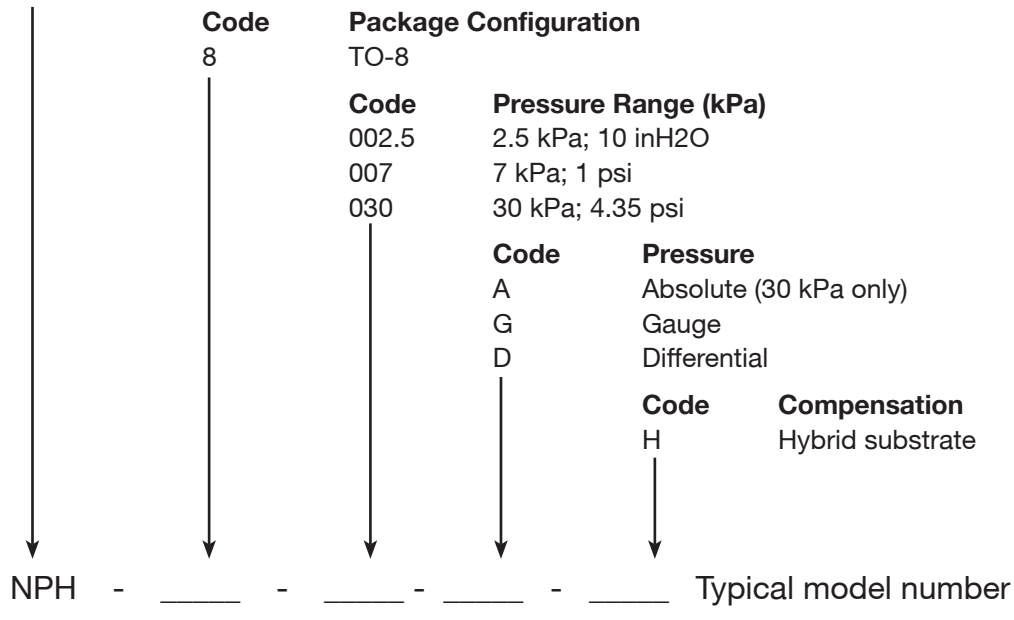 Code Package Configuration
8 TO-8
Code Pressure Range (kPa)
002.5 2.5 kPa; 10 inH2O
007 7 kPa; 1 psi
030 30 kPa; 4.35 psi
Code Pressure
A Absolute (30 kPa only)
G Gauge
D Differential
Code Compensation
H Hybrid substrate
NPH - _____ - _____ - _____ - _____ Typical model number